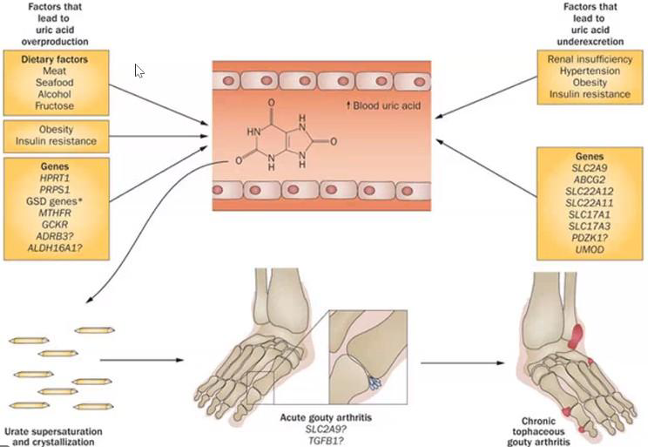 Factors that
lead to
uric acid
overproduction
Dietary factors
Meat
Seafood
Alcohol
Fructose
Obesity
Insulin resistance
Genes
HPRT1
PRPS1
GSD genes*
MTHFR
GCKR
ADRB3?
ALDH16A1?
↑ Blood uric acid
O
HN
H
N
O
O
N
H
N
H
Factors that
lead to
uric acid
underexcretion
Renal insufficiency
Hypertension
Obesity
Insulin resistance
Genes
SLC2A9
ABCG2
SLC22A12
SLC22A11
SLC17A1
SLC17A3
PDZK1?
UMOD
Urate supersaturation
and crystallization
Acute gouty arthritis
SLC2A9?
TGFB1?
Chronic
tophaceous
gouty arthritis